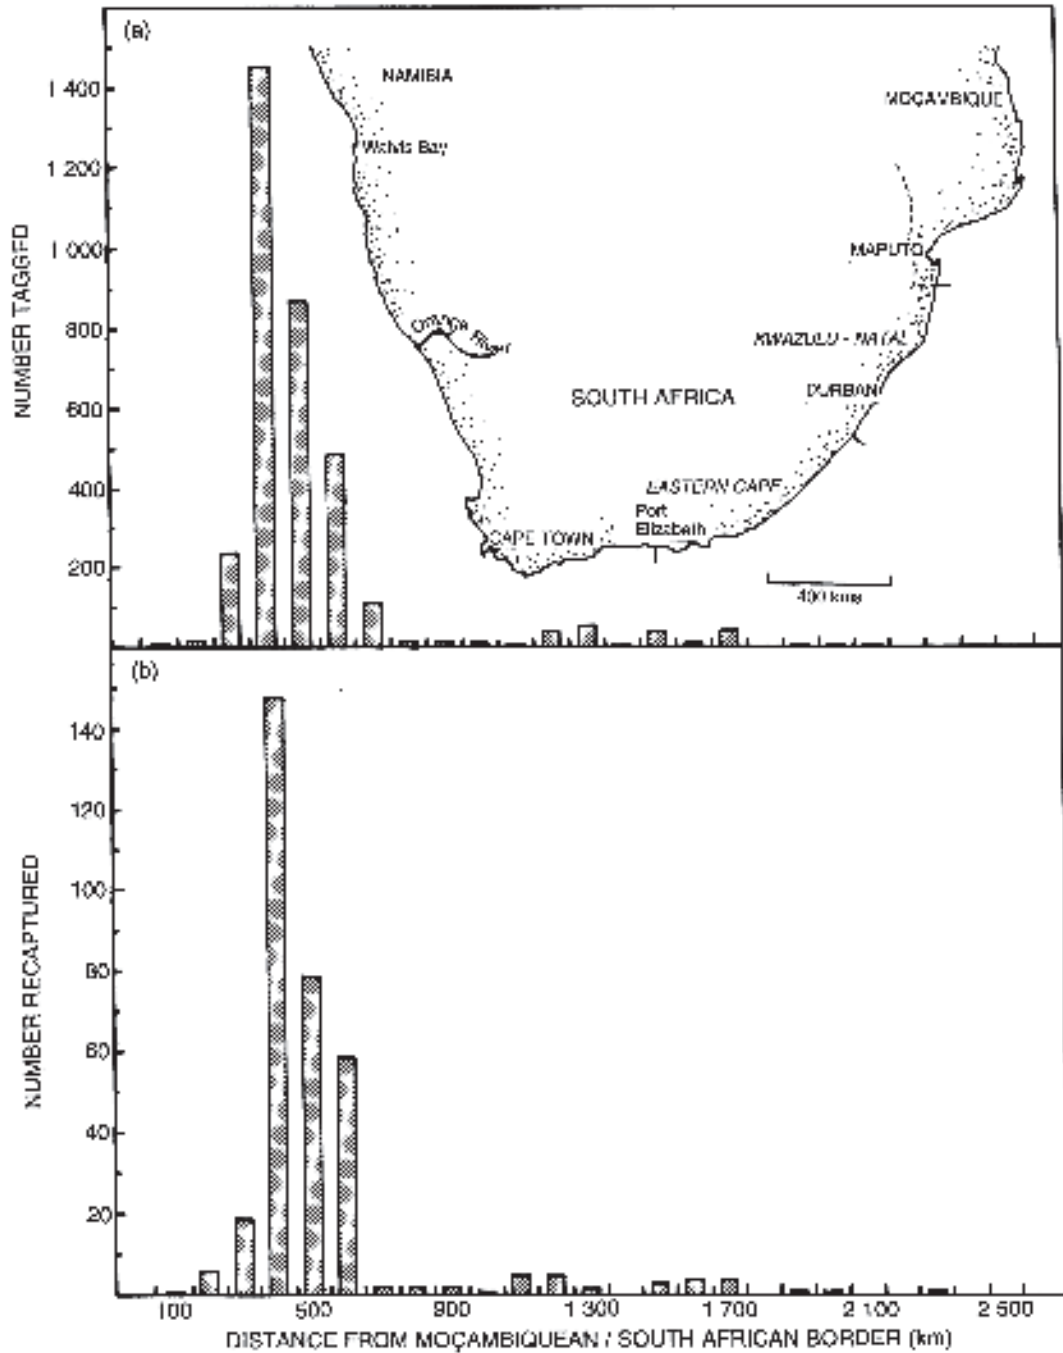 (a)
NUMBER TAGGED
1 400
1 200
1 000
800
600
400
200
NAMIBIA
Walvis Bay
Orange River
MOÇAMBIQUE
MAPUTO
KWAZULU - NATAL
DURBAN
SOUTH AFRICA
EASTERN CAPE
Port
Elizabeth
CAPE TOWN
400 kms
(b)
NUMBER RECAPTURED
140
120
100
80
60
40
20
100
500
900
1 300
1 700
2 100
2 500
DISTANCE FROM MOÇAMBIQUEAN / SOUTH AFRICAN BORDER (km)